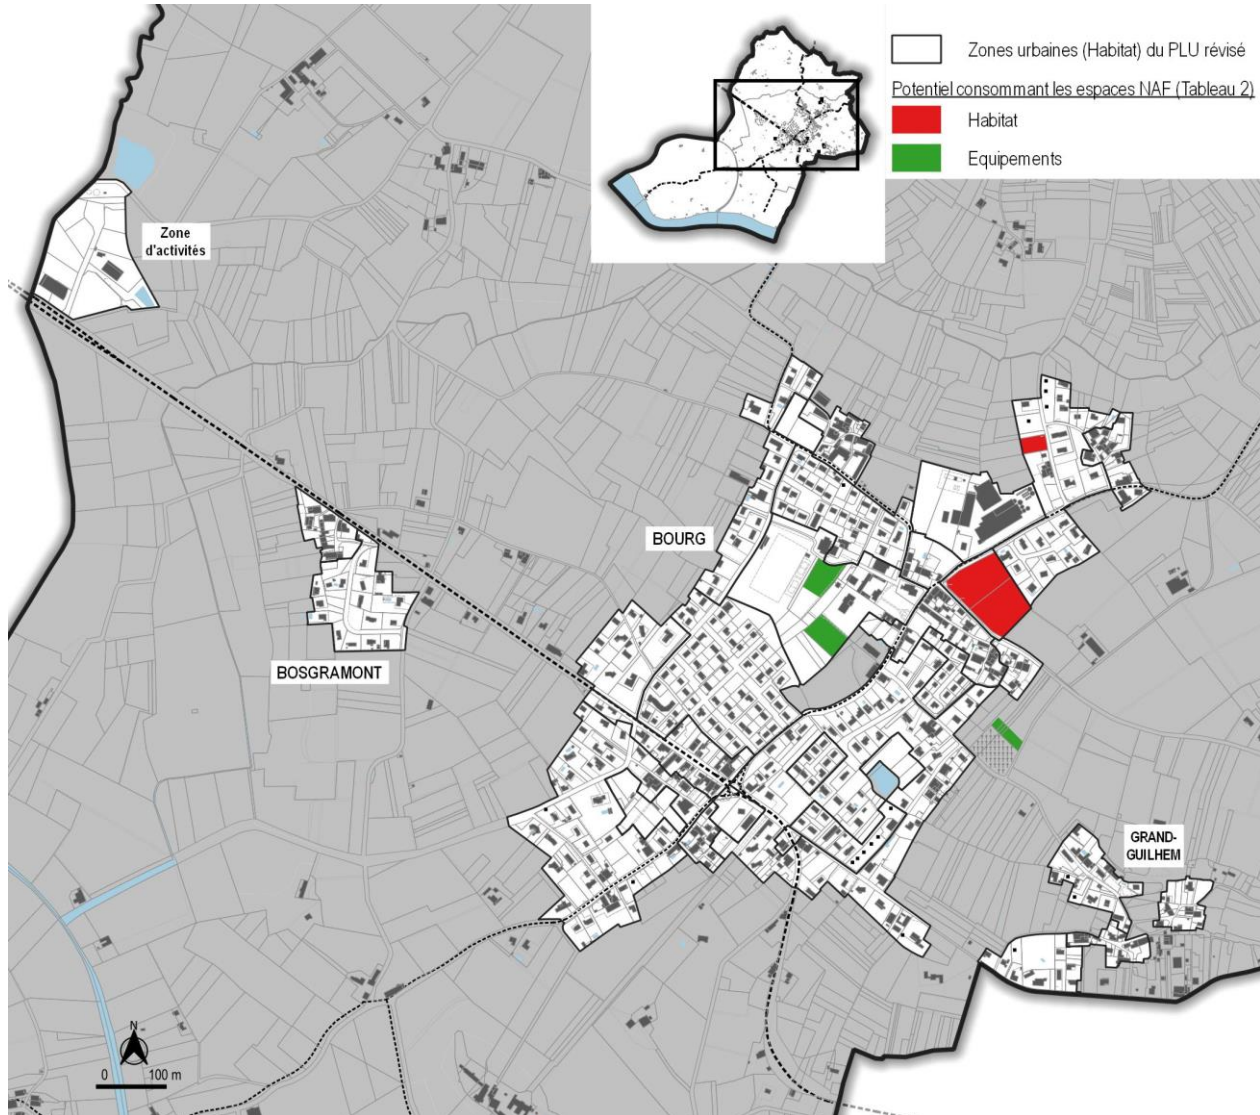 Zones urbaines (Habitat) du PLU révisé
Potentiel consommant les espaces NAF (Tableau 2)
Habitat
Equipements
Zone
d'activités
BOURG
BOSGRAMONT
GRAND-
GUILHEM
N
0 100 m